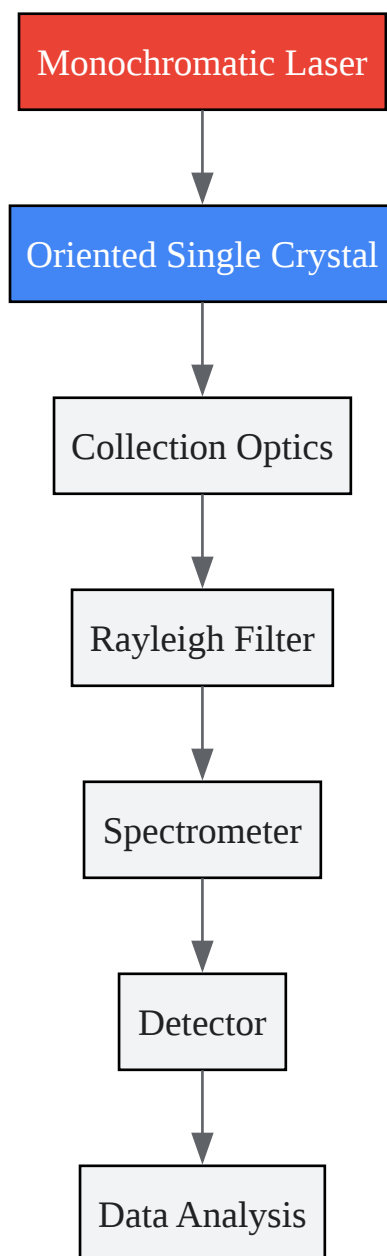 Monochromatic Laser
Oriented Single Crystal
Collection Optics
Rayleigh Filter
Spectrometer
Detector
Data Analysis